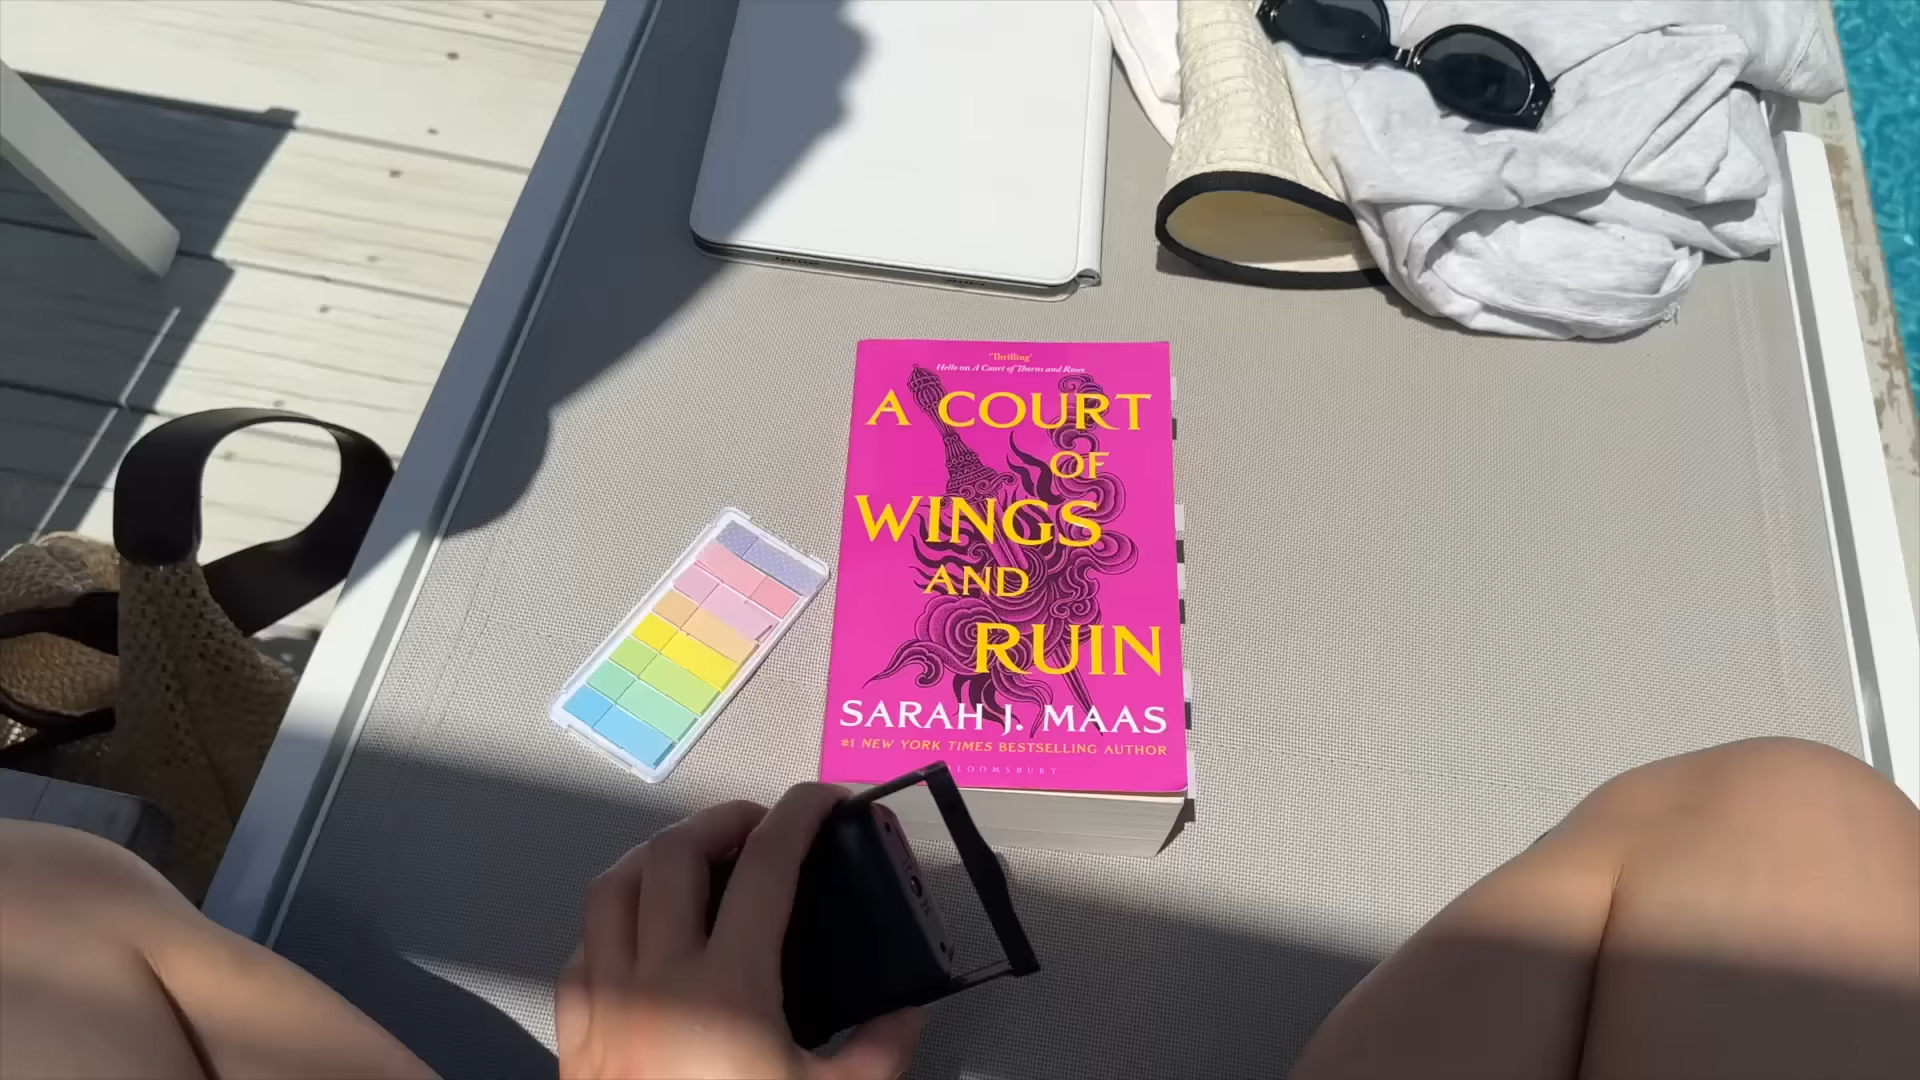 'Thrilling'
Hello on A Court of Thorns and Roses
A COURT
OF
WINGS
AND
RUIN
SARAH J. MAAS
#1 NEW YORK TIMES BESTSELLING AUTHOR